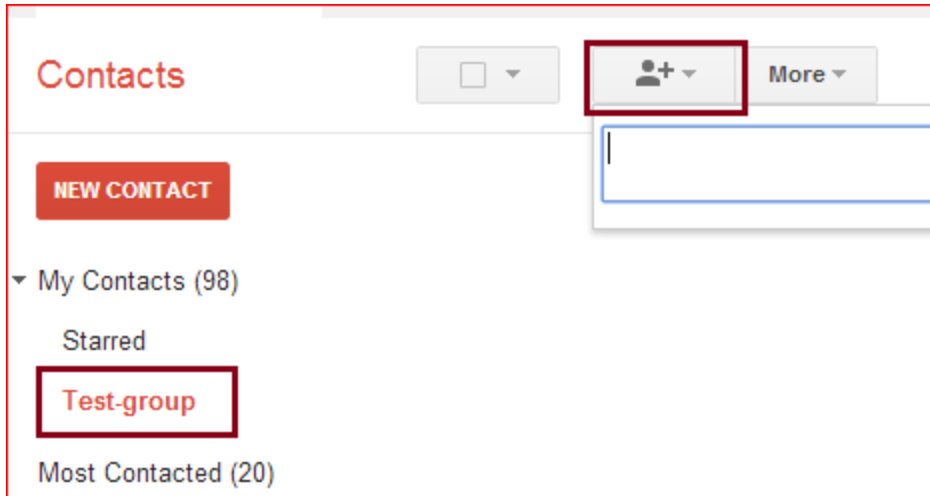 Contacts
More
NEW CONTACT
My Contacts (98)
Starred
Test-group
Most Contacted (20)